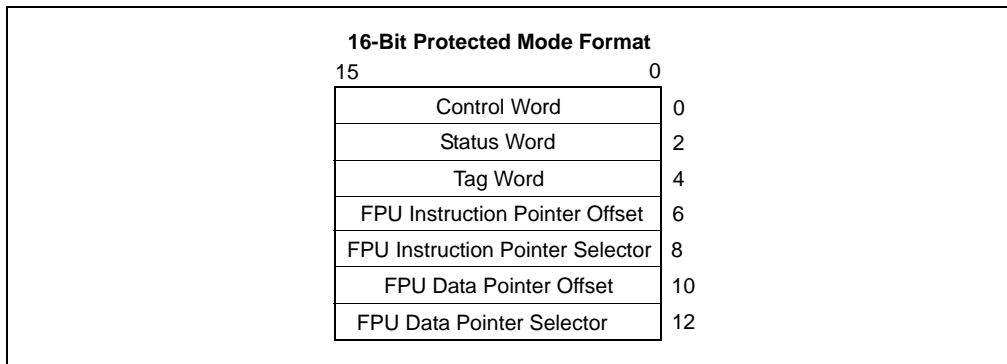 16-Bit Protected Mode Format
15 0
Control Word 0
Status Word 2
Tag Word 4
FPU Instruction Pointer Offset 6
FPU Instruction Pointer Selector 8
FPU Data Pointer Offset 10
FPU Data Pointer Selector 12